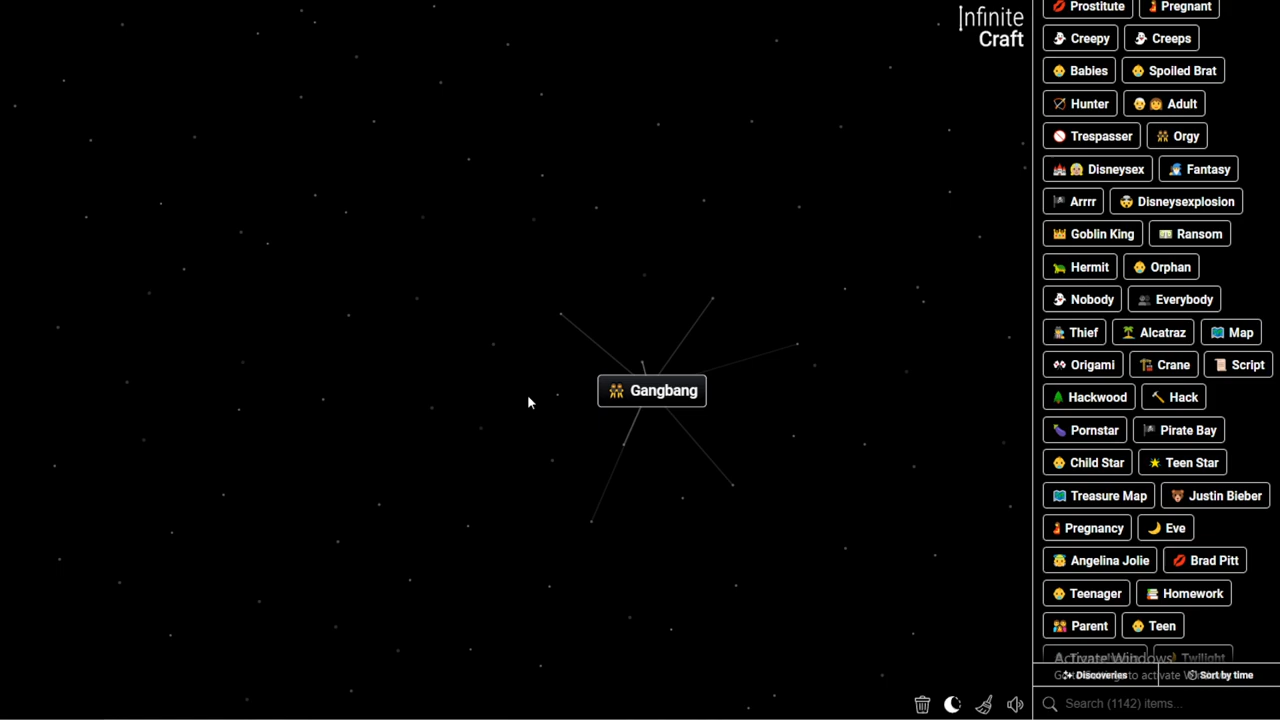 Infinite
Craft
Gangbang
Prostitute Pregnant
Creepy Creeps
Babies Spoiled Brat
Hunter Adult
Trespasser Orgy
Disneysex Fantasy
Arrrr Disneysexplosion
Goblin King Ransom
Hermit Orphan
Nobody Everybody
Thief Alcatraz Map
Origami Crane Script
Hackwood Hack
Pornstar Pirate Bay
Child Star Teen Star
Treasure Map Justin Bieber
Pregnancy Eve
Angelina Jolie Brad Pitt
Teenager Homework
Parent Teen
Twilight
Activate Windows
Discoveries Sort by time
Search (1142) items...